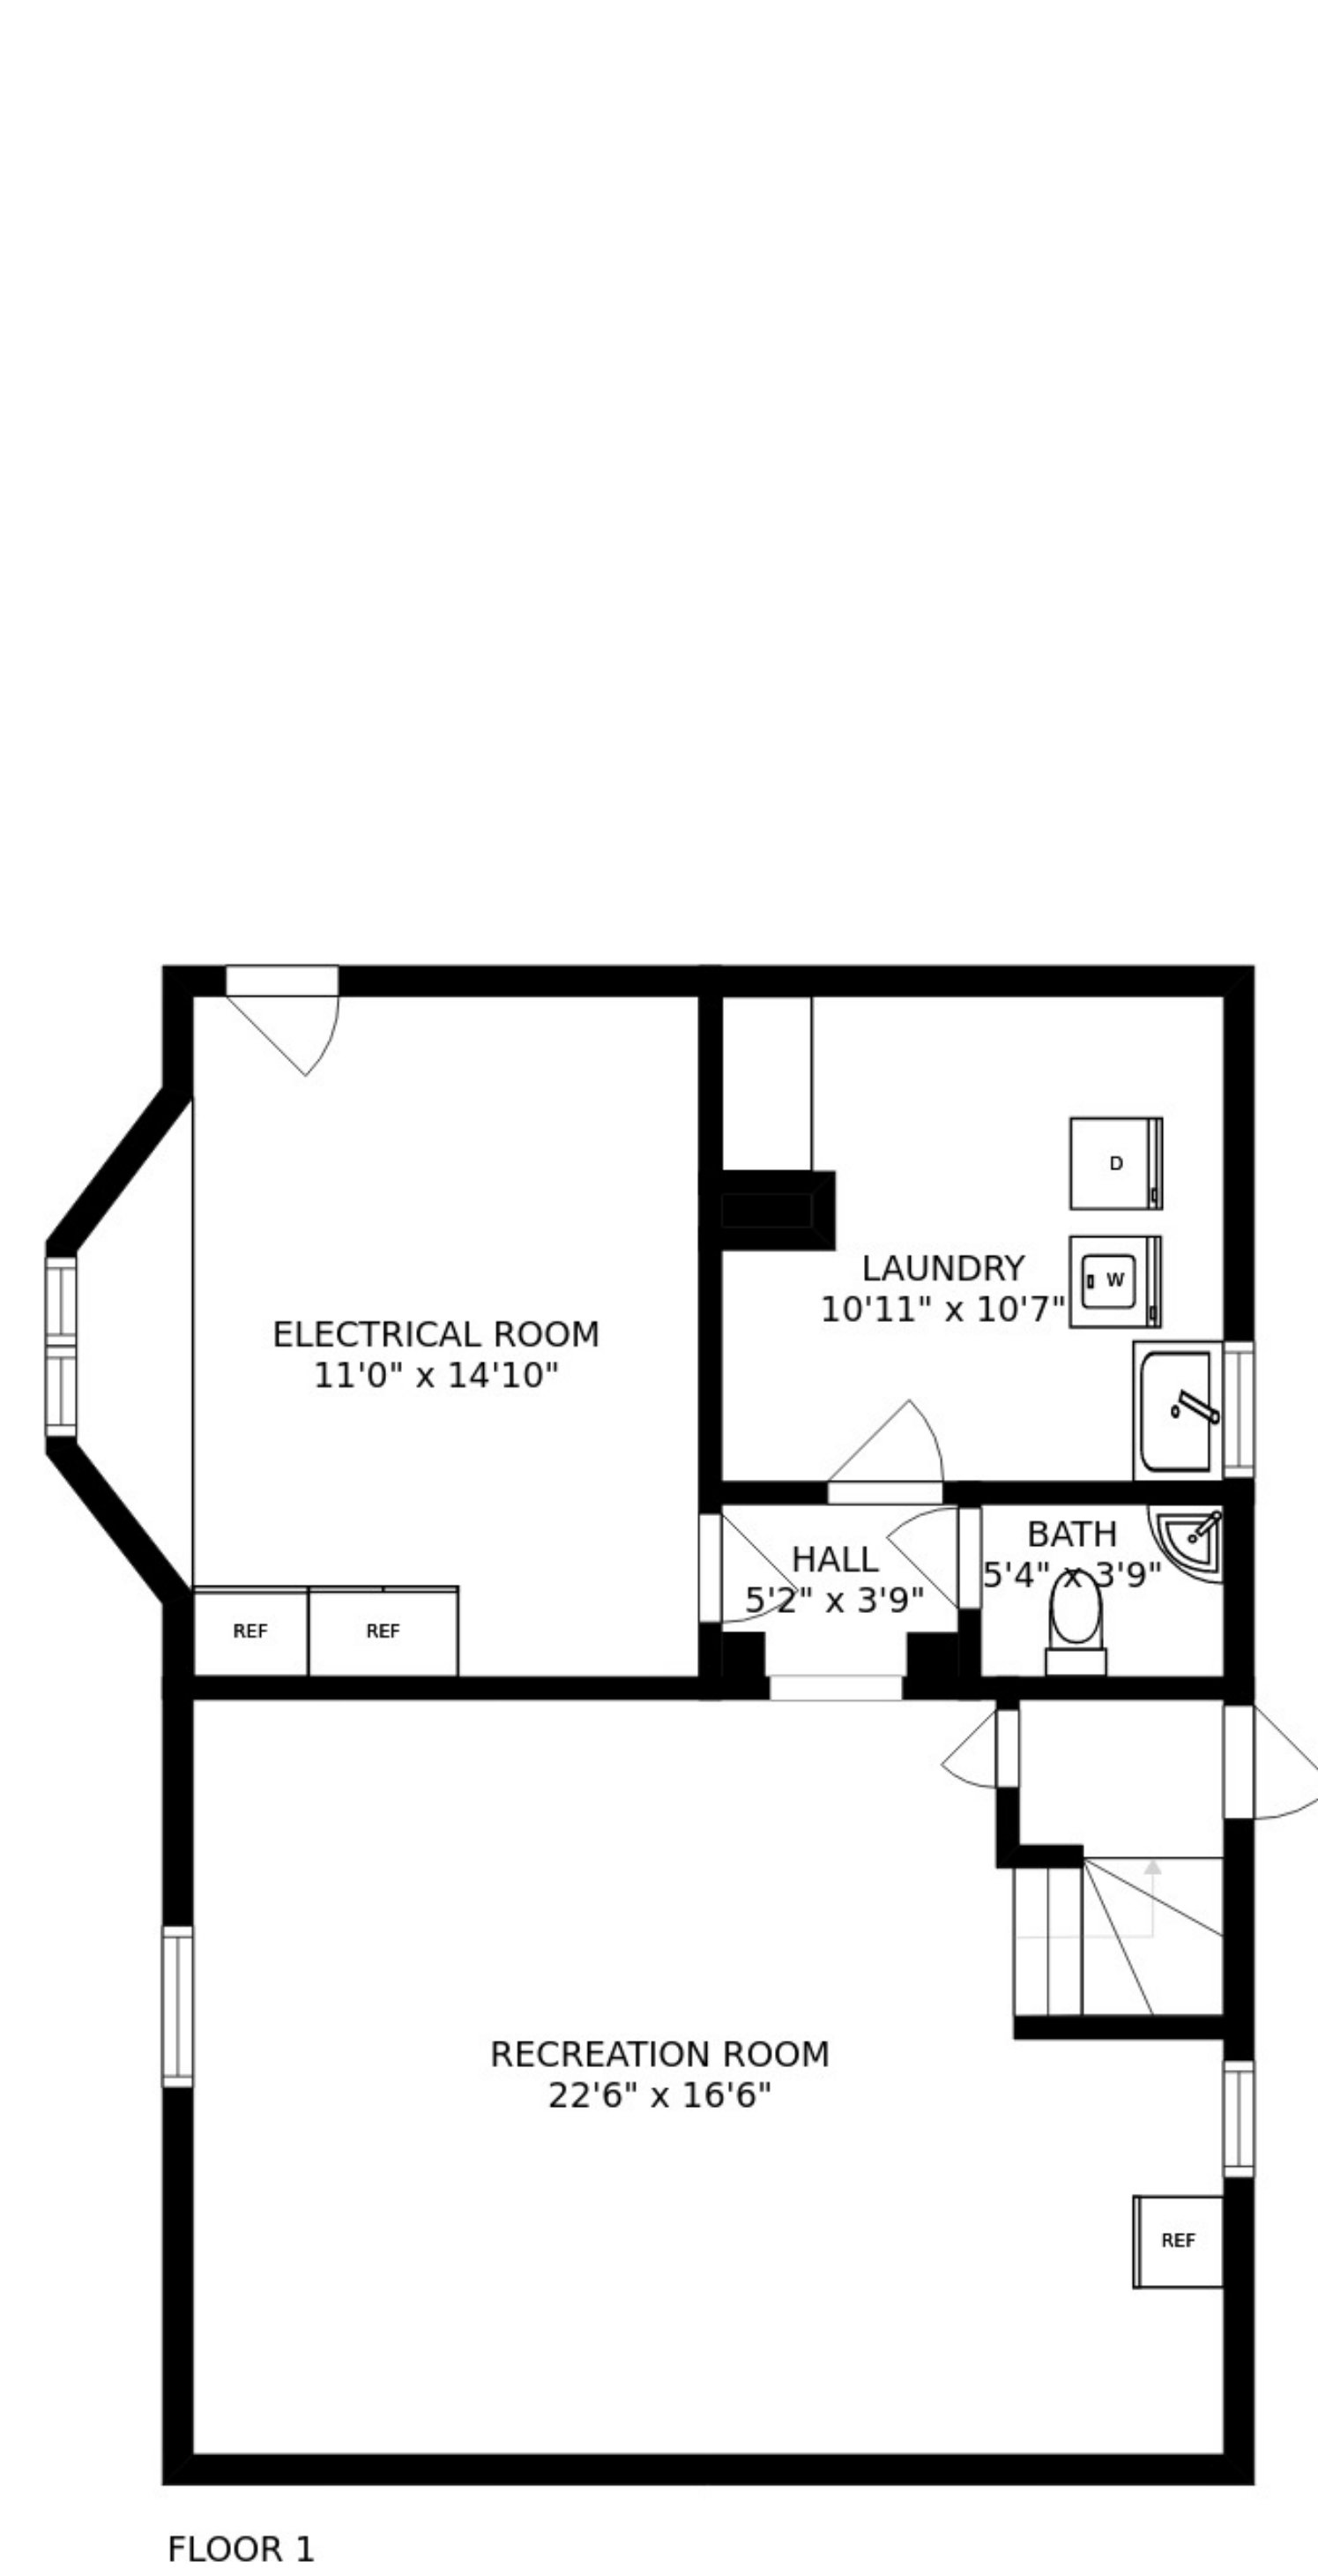 D
W
LAUNDRY
10'11" x 10'7"
ELECTRICAL ROOM
11'0" x 14'10"
BATH
5'4" x 3'9"
HALL
5'2" x 3'9"
REF
REF
RECREATION ROOM
22'6" x 16'6"
REF
FLOOR 1